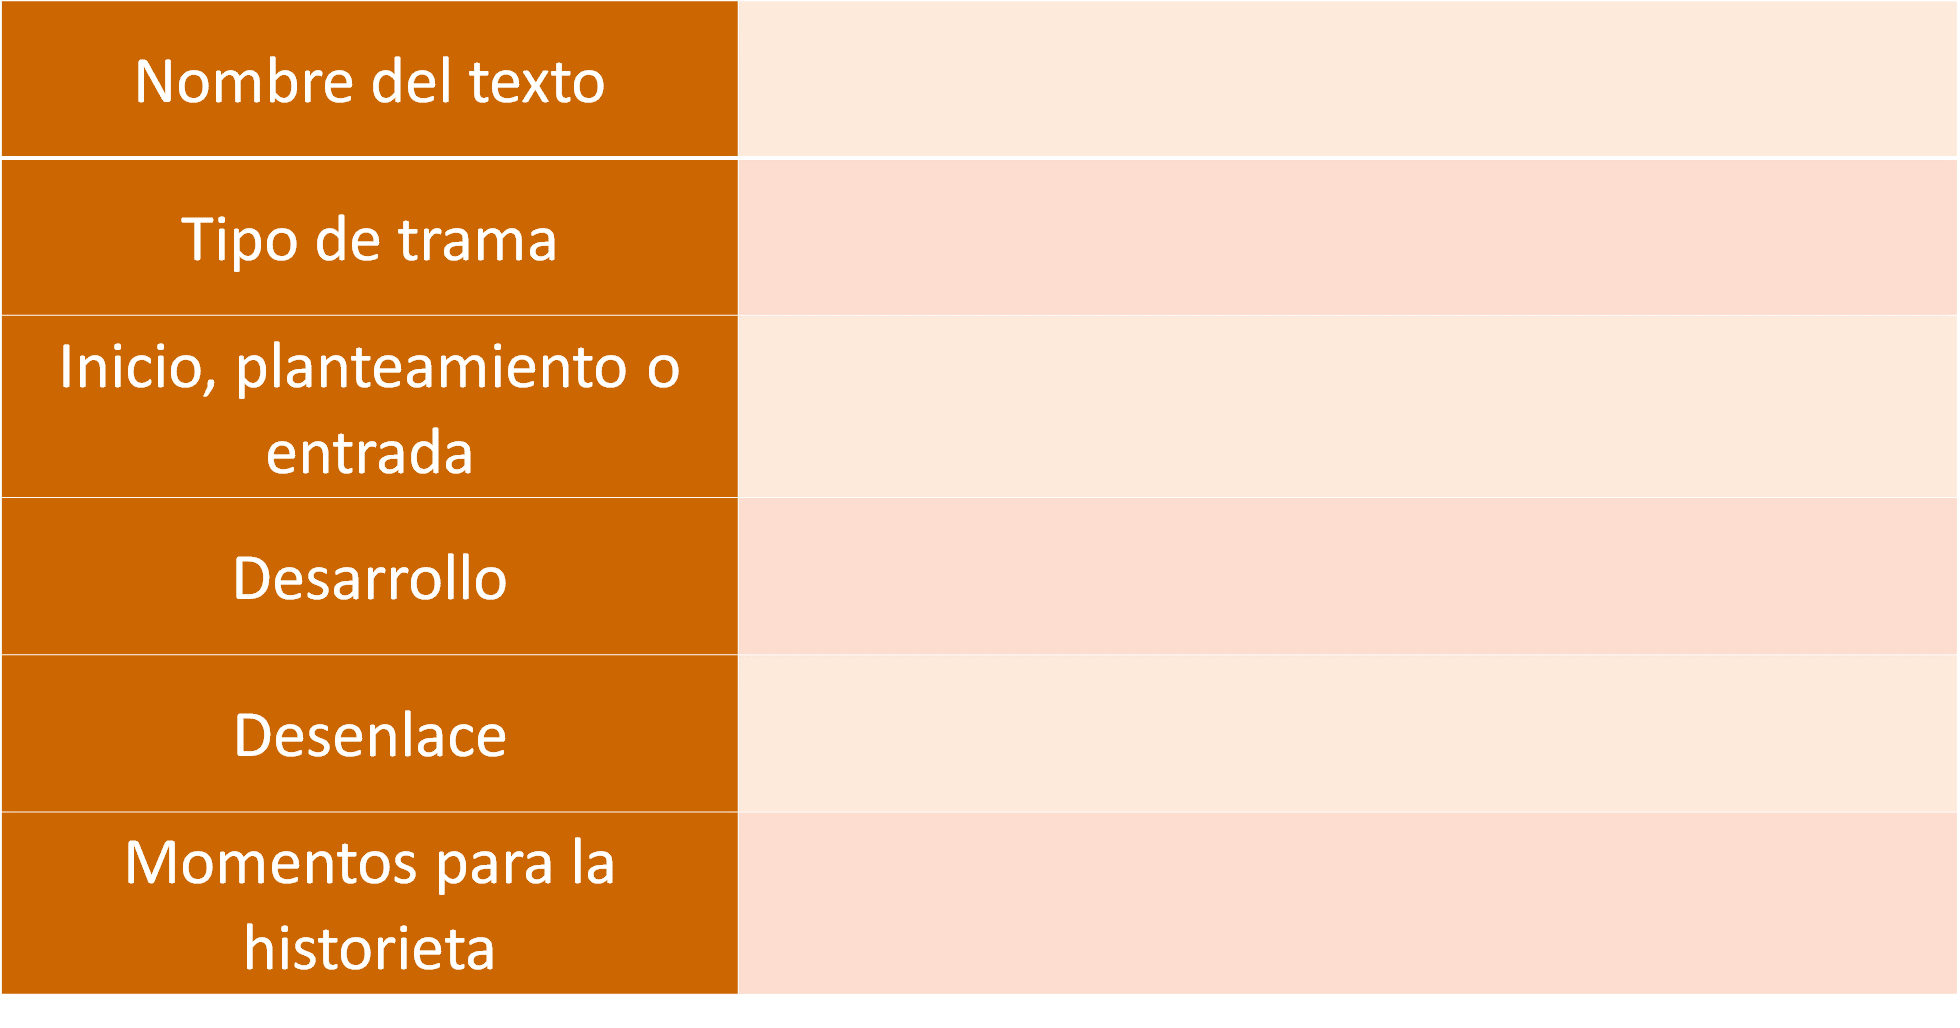 Nombre del texto
Tipo de trama
Inicio, planteamiento o
entrada
Desarrollo
Desenlace
Momentos para la
historieta